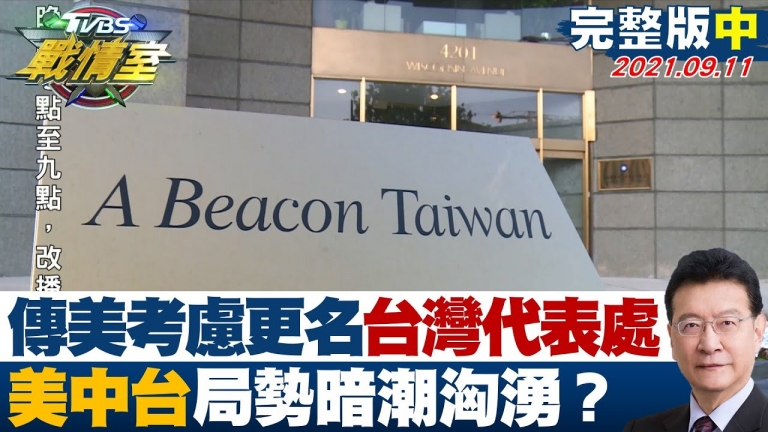 TVBS
戰情室
完整版中
2021.09.11
點至九點，改播
4201
WISCONSIN AVENUE
A Beacon Taiwan
傳美考慮更名台灣代表處
美中台局勢暗潮洶湧？